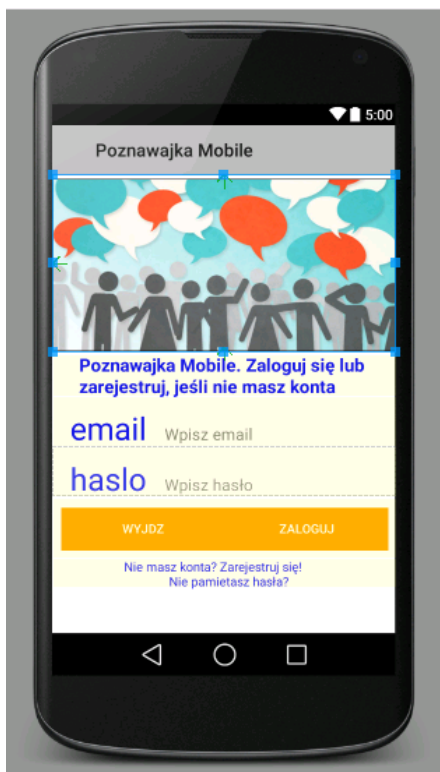 5:00
Poznawajka Mobile
Poznawajka Mobile. Zaloguj się lub
zarejestruj, jeśli nie masz konta
email Wpisz email
haslo Wpisz hasło
WYJDZ ZALOGUJ
Nie masz konta? Zarejestruj się!
Nie pamietasz hasła?